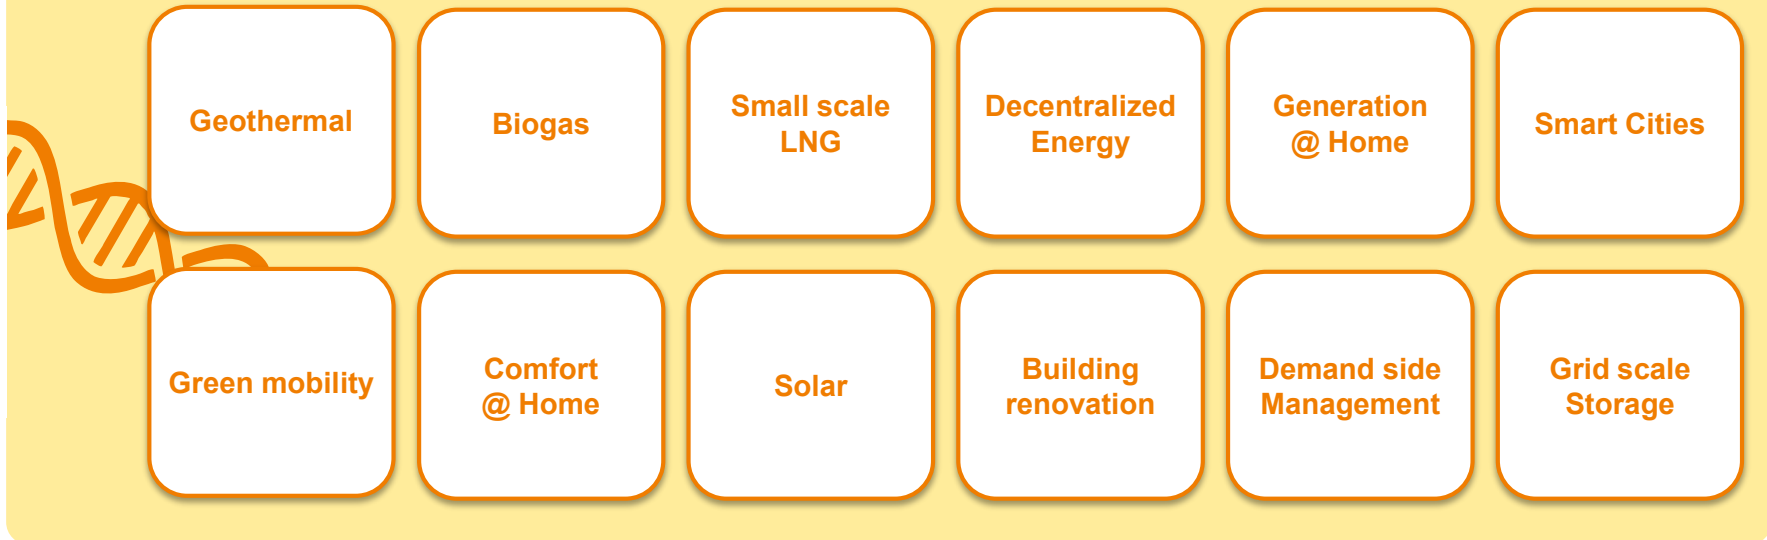 Geothermal
Biogas
Small scale
LNG
Decentralized
Energy
Generation
@ Home
Smart Cities
Green mobility
Comfort
@ Home
Solar
Building
renovation
Demand side
Management
Grid scale
Storage